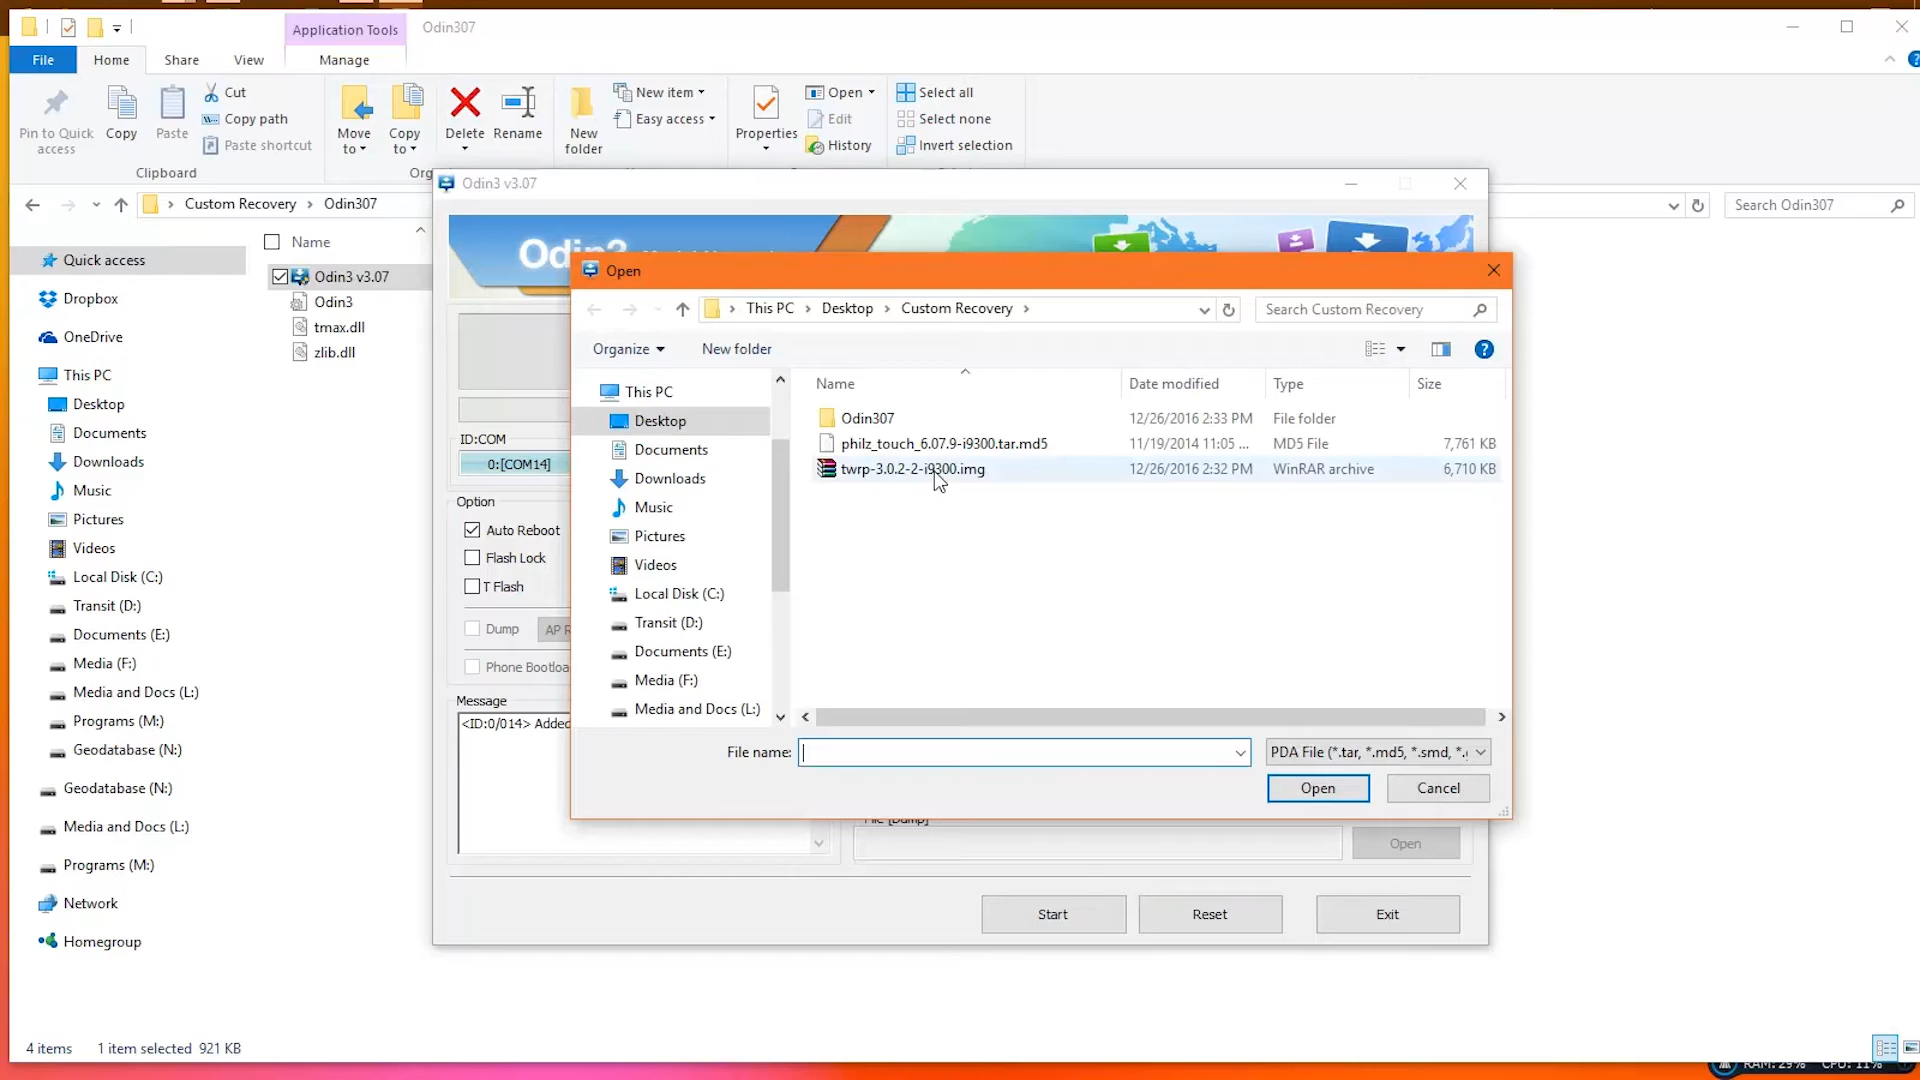 Application Tools
Odin307
File
Home
Share
View
Manage
Pin to Quick access
Copy
Paste
Cut
Copy path
Paste shortcut
Clipboard
Move to
Copy to
Delete
Rename
New folder
New item
Easy access
Properties
Open
Edit
History
Select all
Select none
Invert selection
Org
Custom Recovery
Odin307
Search Odin307
Quick access
Dropbox
OneDrive
This PC
Desktop
Documents
Downloads
Music
Pictures
Videos
Local Disk (C:)
Transit (D:)
Documents (E:)
Media (F:)
Media and Docs (L:)
Programs (M:)
Geodatabase (N:)
Geodatabase (N:)
Media and Docs (L:)
Programs (M:)
Network
Homegroup
Name
Odin3 v3.07
Odin3
tmax.dll
zlib.dll
4 items
1 item selected 921 KB
Odin3 v3.07
ID:COM
0:[COM14]
Option
Auto Reboot
Flash Lock
T Flash
Dump
AP R
Phone Bootloa
Message
<ID:0/014> Added
Open
Start
Reset
Exit
Open
This PC
Desktop
Custom Recovery
Search Custom Recovery
Organize
New folder
This PC
Desktop
Documents
Downloads
Music
Pictures
Videos
Local Disk (C:)
Transit (D:)
Documents (E:)
Media (F:)
Media and Docs (L:)
Name Date modified Type Size
Odin307 12/26/2016 2:33 PM File folder
philz_touch_6.07.9-i9300.tar.md5 11/19/2014 11:05 ... MD5 File 7,761 KB
twrp-3.0.2-2-i9300.img 12/26/2016 2:32 PM WinRAR archive 6,710 KB
File name:
PDA File (*.tar, *.md5, *.smd, *.
Open
Cancel
RAM: 29% CPU: 11%